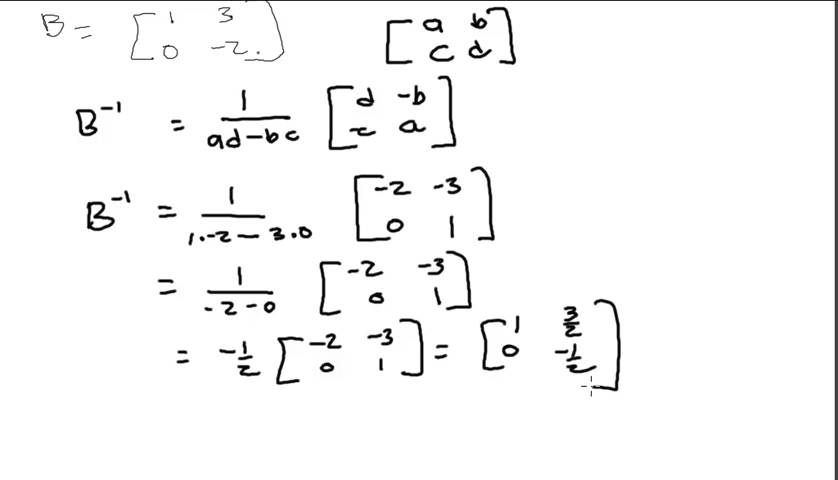 B = [ 1 3 ; 0 -2. ] [ a b ; c d ]
B⁻¹ = 1/(ad-bc) [ d -b ; -c a ]
B⁻¹ = 1/(1.-2 - 3.0) [ -2 -3 ; 0 1 ]
= 1/(-2-0) [ -2 -3 ; 0 1 ]
= -1/2 [ -2 -3 ; 0 1 ] = [ 1 3/2 ; 0 -1/2 ]